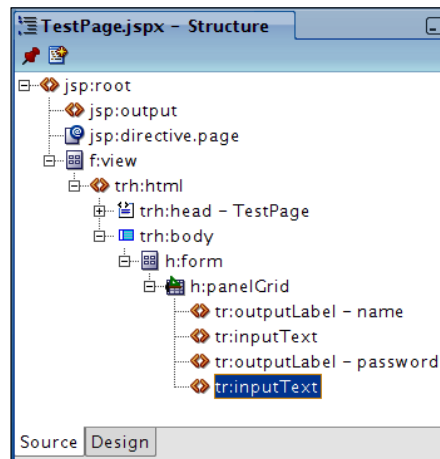 TestPage.jspx - Structure
jsp:root
jsp:output
jsp:directive.page
f:view
trh:html
trh:head - TestPage
trh:body
h:form
h:panelGrid
tr:outputLabel - name
tr:inputText
tr:outputLabel - password
tr:inputText
Source Design